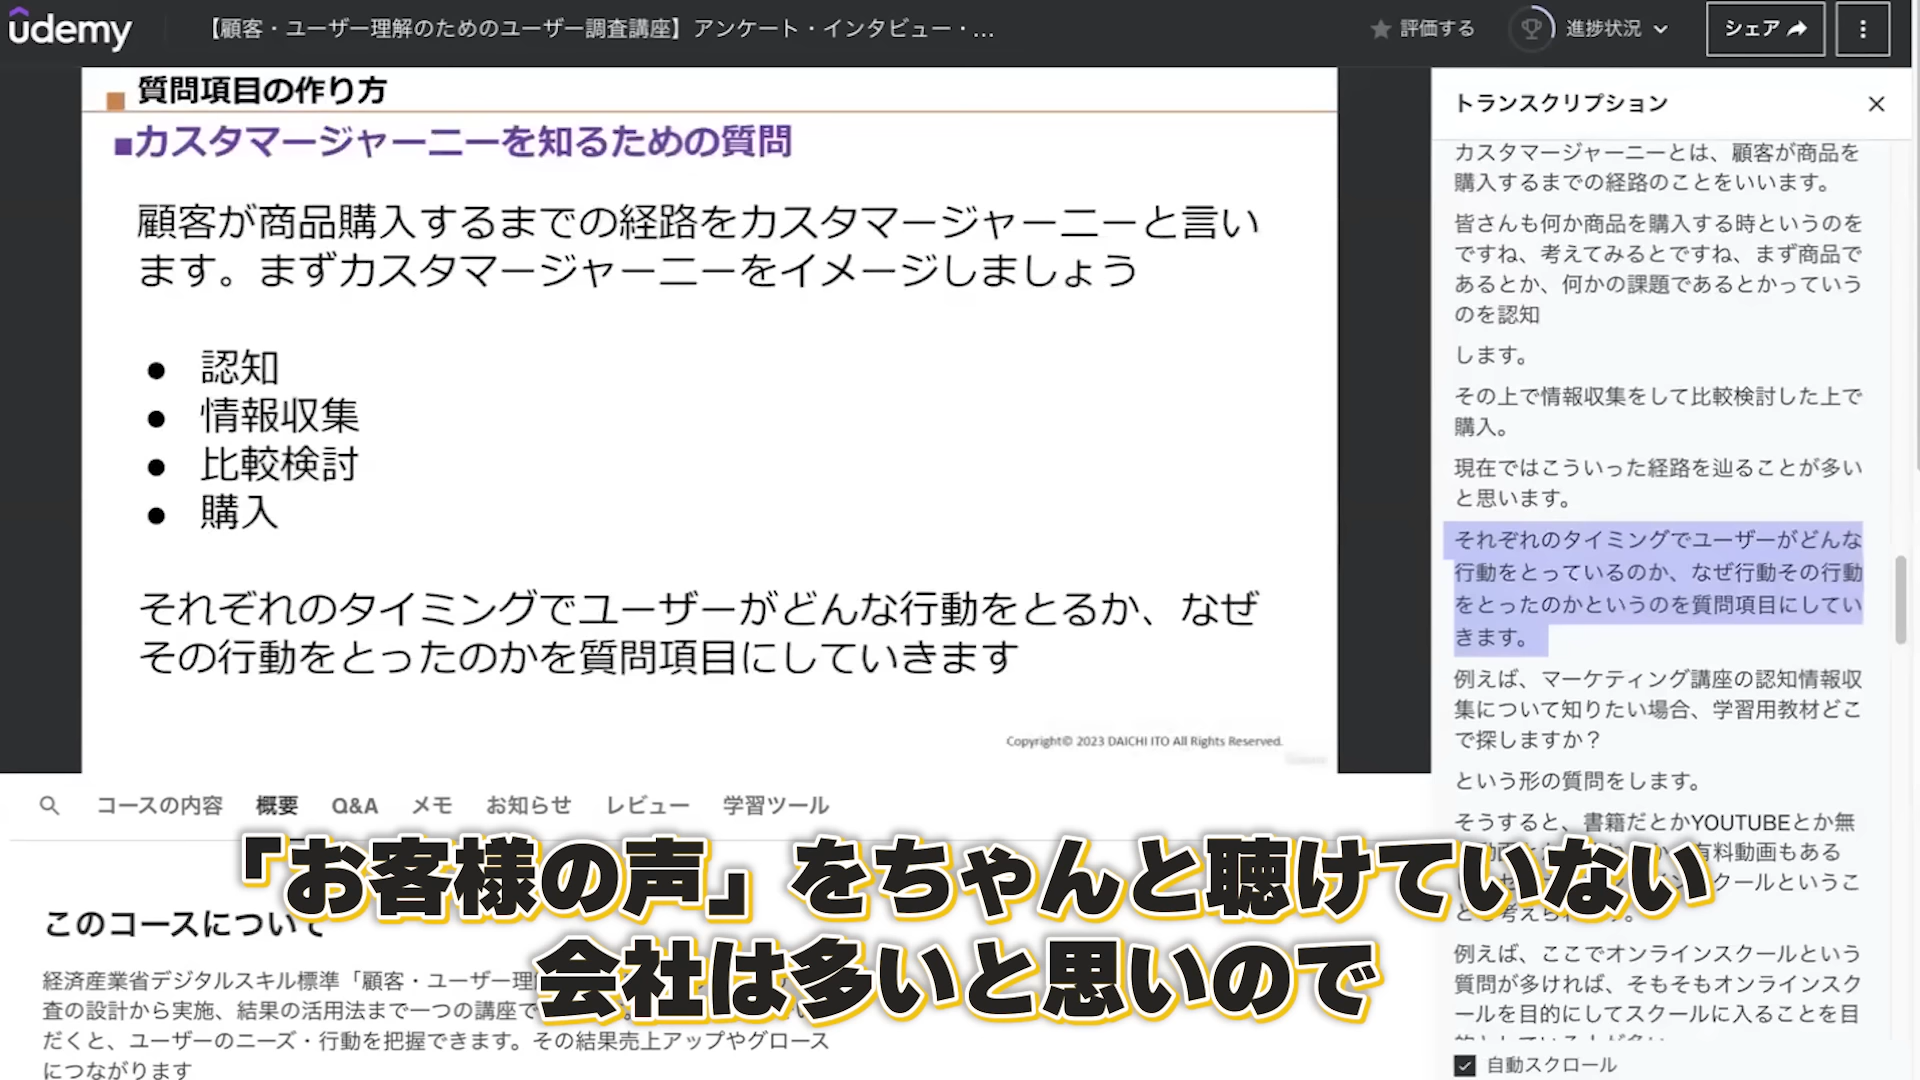 udemy
【顧客・ユーザー理解のためのユーザー調査講座】アンケート・インタビュー・...
評価する
進捗状況
シェア
質問項目の作り方
■カスタマージャーニーを知るための質問
顧客が商品購入するまでの経路をカスタマージャーニーと言い
ます。まずカスタマージャーニーをイメージしましょう
● 認知
● 情報収集
● 比較検討
● 購入
それぞれのタイミングでユーザーがどんな行動をとるか、なぜ
その行動をとったのかを質問項目にしていきます
Copyright© 2023 DAICHI ITO All Rights Reserved.
トランスクリプション
カスタマージャーニーとは、顧客が商品を
購入するまでの経路のことをいいます。
皆さんも何か商品を購入する時というのを
ですね、考えてみるとですね、まず商品で
あるとか、何かの課題であるとかっていう
のを認知
します。
その上で情報収集をして比較検討した上で
購入。
現在ではこういった経路を辿ることが多い
と思います。
それぞれのタイミングでユーザーがどんな
行動をとっているのか、なぜ行動その行動
をとったのかというのを質問項目にしてい
きます。
例えば、マーケティング講座の認知情報収
集について知りたい場合、学習用教材どこ
で探しますか？
という形の質問をします。
そうすると、書籍だとかYOUTUBEとか無
有料動画もある
クールというこ
例えば、ここでオンラインスクールという
質問が多ければ、そもそもオンラインスク
ールを目的にしてスクールに入ることを目
自動スクロール
コースの内容
概要
Q&A
メモ
お知らせ
レビュー
学習ツール
「お客様の声」をちゃんと聴けていない
会社は多いと思いので
このコースについて
経済産業省デジタルスキル標準「顧客・ユーザー理
査の設計から実施、結果の活用法まで一つの講座で
だくと、ユーザーのニーズ・行動を把握できます。その結果売上アップやグロース
につながります